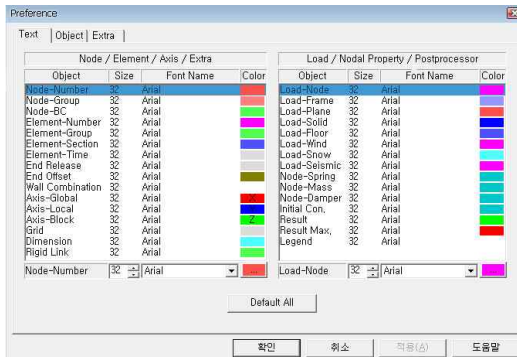 Preference
Text Object Extra
Node / Element / Axis / Extra
Object Size Font Name Color
Node-Number 32 Arial
Node-Group 32 Arial
Node-BC 32 Arial
Element-Number 32 Arial
Element-Group 32 Arial
Element-Section 32 Arial
Element-Time 32 Arial
End Release 32 Arial
End Offset 32 Arial
Wall Combination 32 Arial
Axis-Global 32 Arial X
Axis-Local 32 Arial
Axis-Block 32 Arial Z
Grid 32 Arial
Dimension 32 Arial
Rigid Link 32 Arial
Node-Number 32 Arial ...
Load / Nodal Property / Postprocessor
Object Size Font Name Color
Load-Node 32 Arial
Load-Frame 32 Arial
Load-Plane 32 Arial
Load-Solid 32 Arial
Load-Floor 32 Arial
Load-Wind 32 Arial
Load-Snow 32 Arial
Load-Seismic 32 Arial
Node-Spring 32 Arial
Node-Mass 32 Arial
Node-Damper 32 Arial
Initial Con, 32 Arial
Result 32 Arial
Result Max, 32 Arial
Legend 32 Arial
Load-Node 32 Arial ...
Default All
확인 취소 적용(A) 도움말